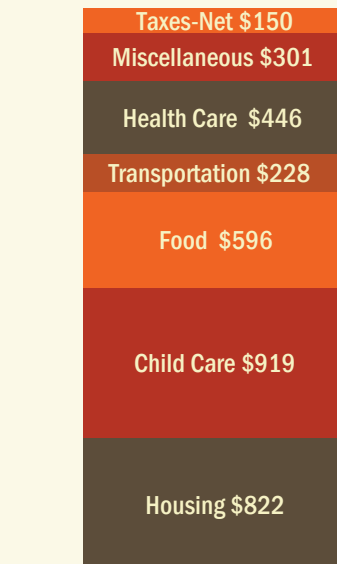 Taxes-Net $150
Miscellaneous $301
Health Care $446
Transportation $228
Food $596
Child Care $919
Housing $822